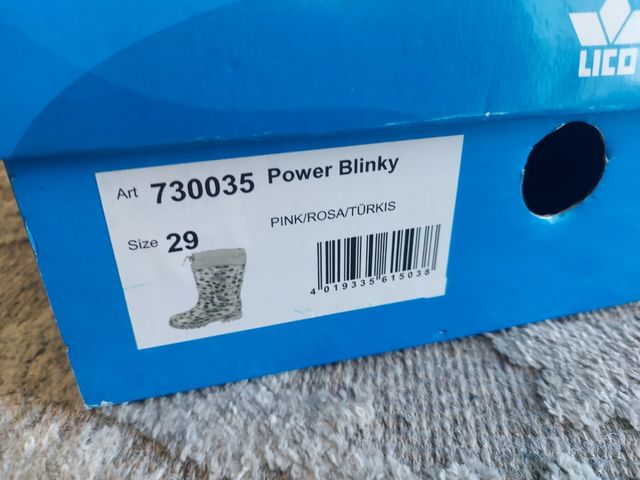 LICO
Art 730035 Power Blinky
PINK/ROSA/TÜRKIS
Size 29
4 019335 615038